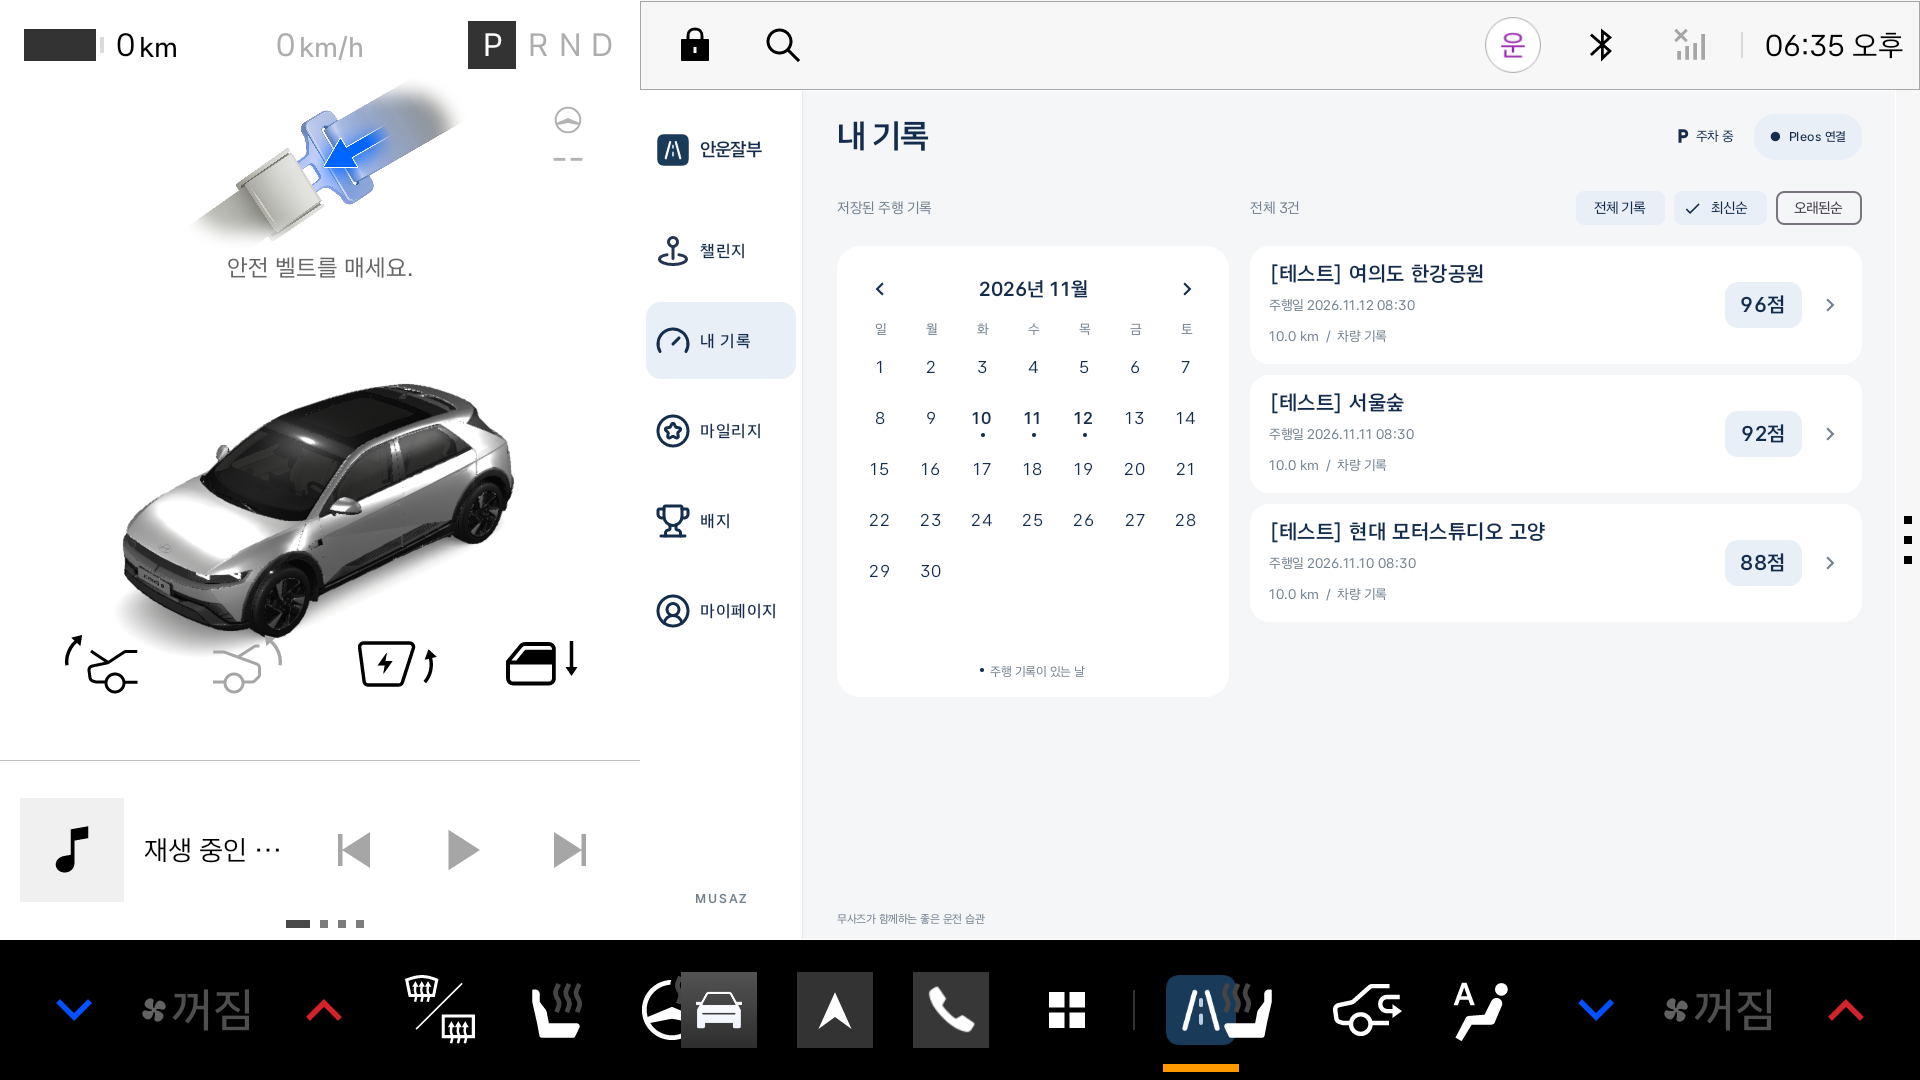 0 km
0 km/h
P R N D
안전 벨트를 매세요.
재생 중인 ···
운
06:35 오후
안운잘부
챌린지
내 기록
마일리지
배지
마이페이지
MUSAZ
내 기록
P 주차 중
Pleos 연결
저장된 주행 기록
2026년 11월
일 월 화 수 목 금 토
1 2 3 4 5 6 7
8 9 10 11 12 13 14
15 16 17 18 19 20 21
22 23 24 25 26 27 28
29 30
• 주행 기록이 있는 날
전체 3건
전체 기록
최신순
오래된순
[테스트] 여의도 한강공원
주행일 2026.11.12 08:30
10.0 km / 차량 기록
96점
[테스트] 서울숲
주행일 2026.11.11 08:30
10.0 km / 차량 기록
92점
[테스트] 현대 모터스튜디오 고양
주행일 2026.11.10 08:30
10.0 km / 차량 기록
88점
무사즈가 함께하는 좋은 운전 습관
꺼짐
A
꺼짐